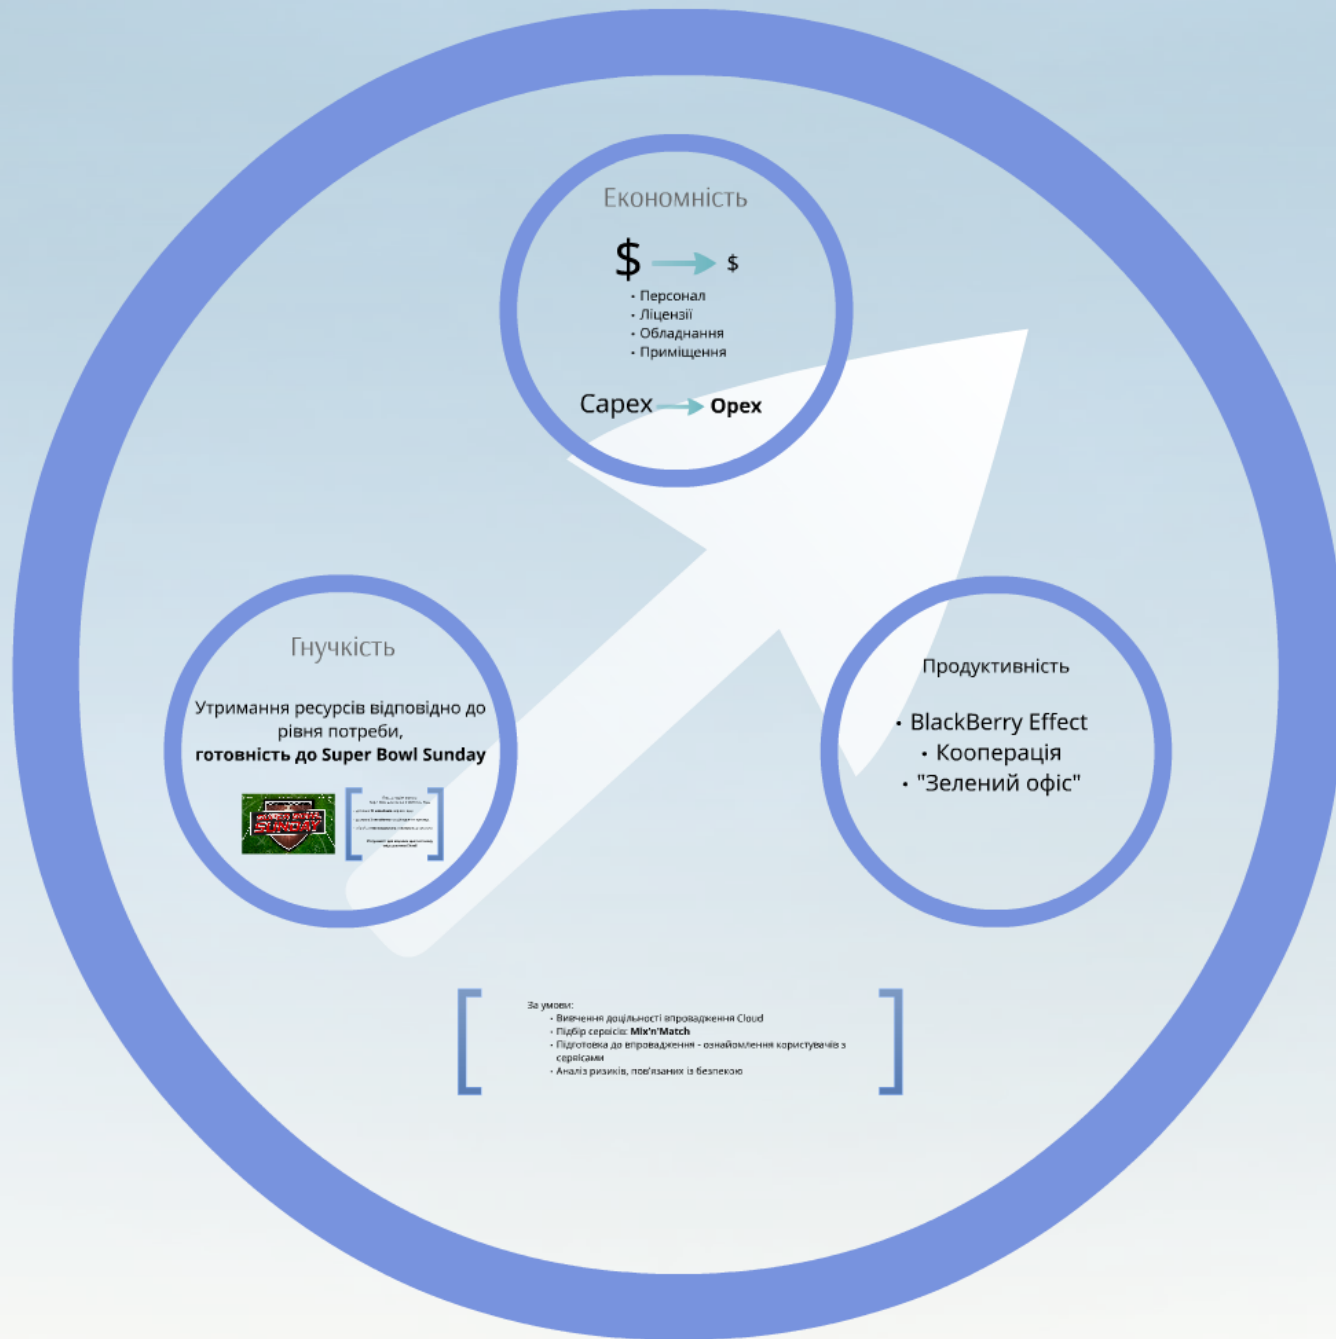 Економність
$ $
• Персонал
• Ліцензії
• Обладнання
• Приміщення
Capex Opex
Гнучкість
Утримання ресурсів відповідно до
рівня потреби,
готовність до Super Bowl Sunday
SUNDAY
Продуктивність
• BlackBerry Effect
• Кооперація
• "Зелений офіс"
За умови:
• Вивчення доцільності впровадження Cloud
• Підбір сервісів: Mix'n'Match
• Підготовка до впровадження - ознайомлення користувачів з
сервісами
• Аналіз ризиків, пов'язаних із безпекою